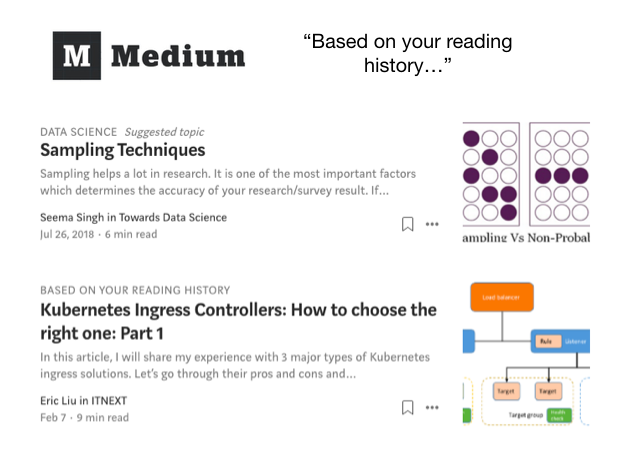 M Medium
“Based on your reading
history…”
DATA SCIENCE Suggested topic
Sampling Techniques
Sampling helps a lot in research. It is one of the most important factors
which determines the accuracy of your research/survey result. If...
Seema Singh in Towards Data Science
Jul 26, 2018 · 6 min read
ampling Vs Non-Probal
BASED ON YOUR READING HISTORY
Kubernetes Ingress Controllers: How to choose the
right one: Part 1
In this article, I will share my experience with 3 major types of Kubernetes
ingress solutions. Let’s go through their pros and cons and...
Eric Liu in ITNEXT
Feb 7 · 9 min read
Load balancer
Rule
Listener
Target
Target
Target group
Health
check